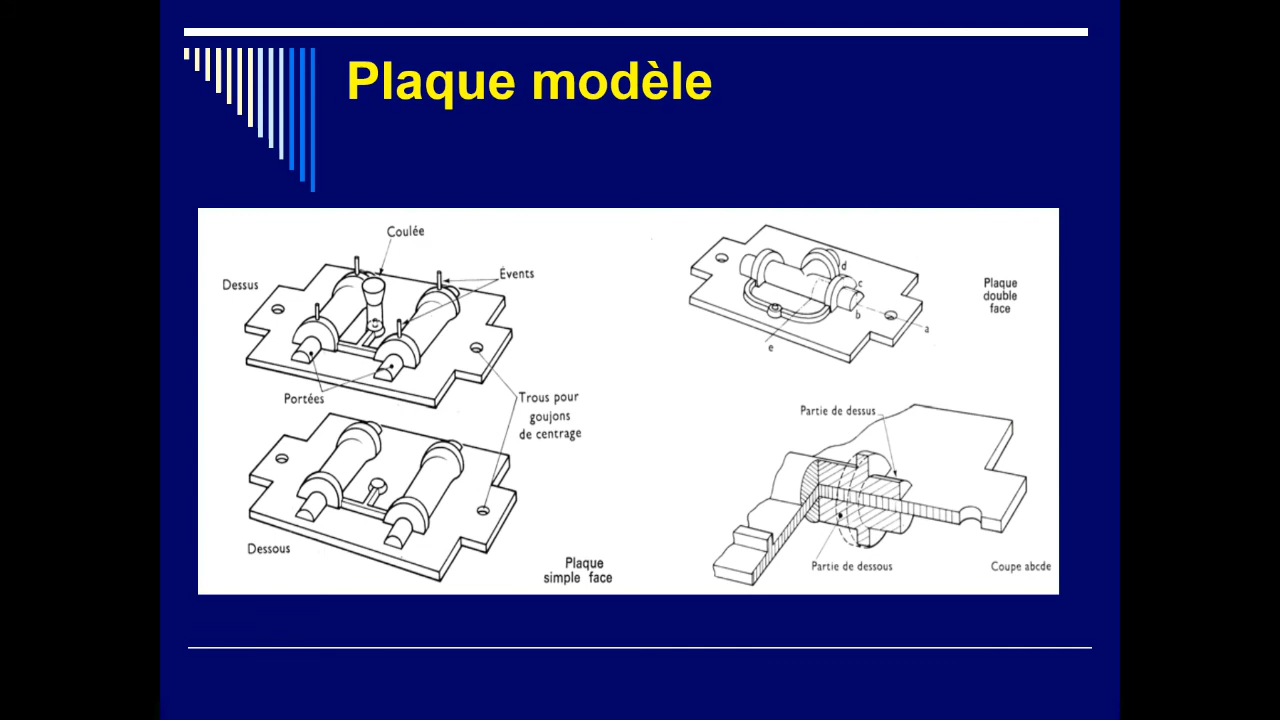 Plaque modèle
Coulée
Évents
Dessus
Portées
Trous pour
goujons
de centrage
Dessous
Plaque
simple face
d
c
b
a
e
Plaque
double
face
Partie de dessus
Partie de dessous
Coupe abcde